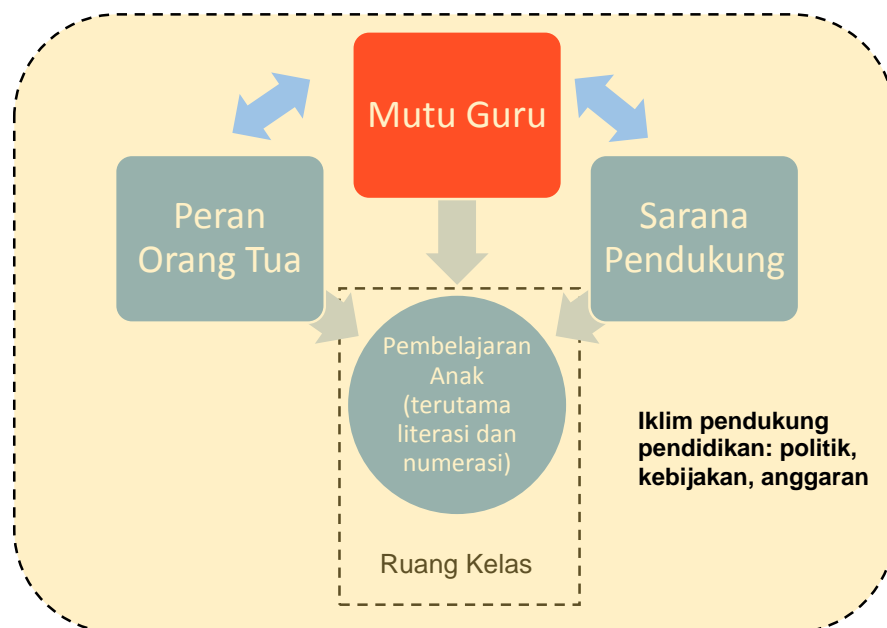 Mutu Guru
Peran
Orang Tua
Sarana
Pendukung
Pembelajaran
Anak
(terutama
literasi dan
numerasi)
Iklim pendukung
pendidikan: politik,
kebijakan, anggaran
Ruang Kelas